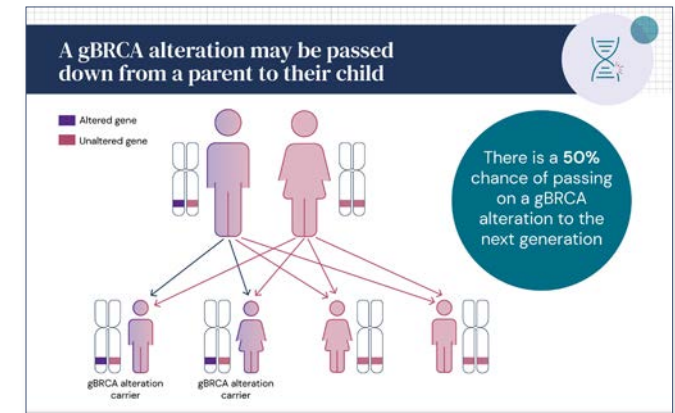 A gBRCA alteration may be passed
down from a parent to their child
Altered gene
Unaltered gene
There is a 50%
chance of passing
on a gBRCA
alteration to the
next generation
gBRCA alteration
carrier
gBRCA alteration
carrier